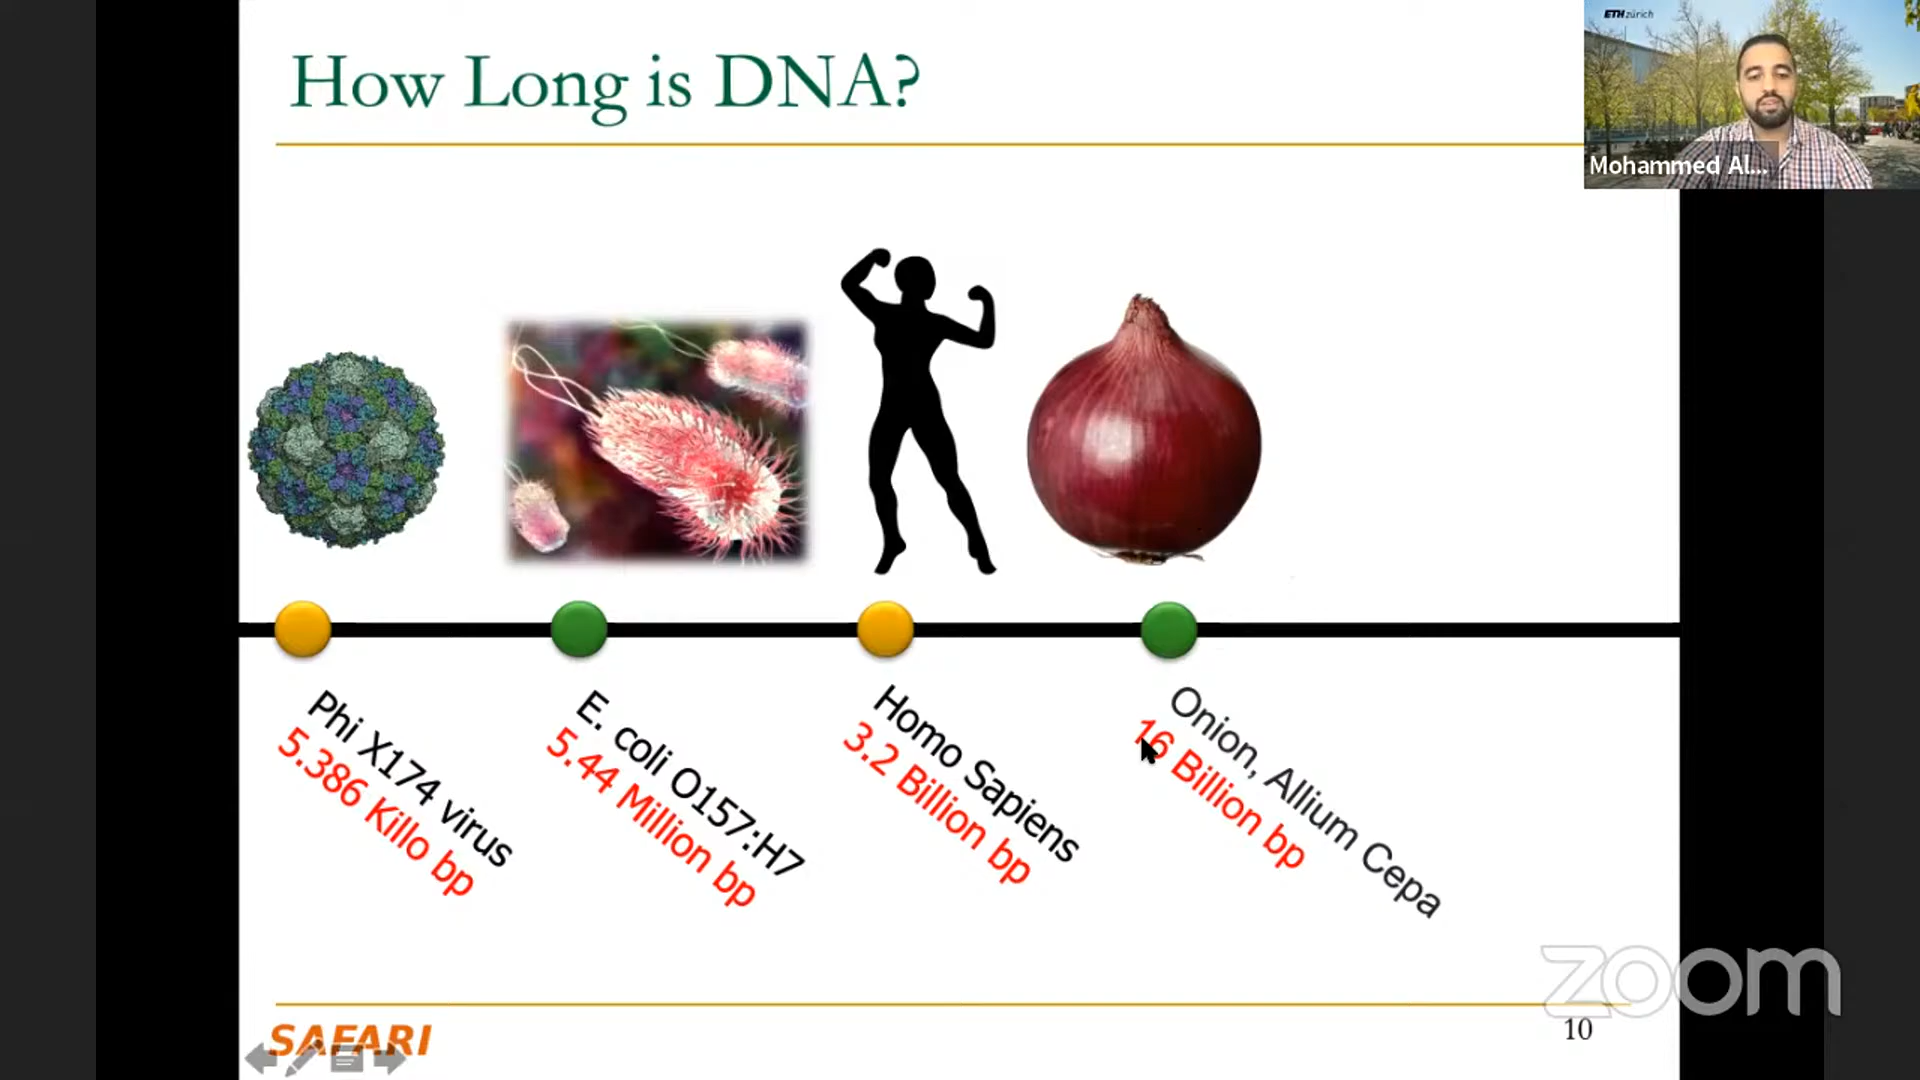 How Long is DNA?
ETH zürich
Mohammed Al...
Phi X174 virus
5.386 Killo bp
E. coli O157:H7
5.44 Million bp
Homo Sapiens
3.2 Billion bp
Onion, Allium Cepa
16 Billion bp
zoom
SAFARI
10